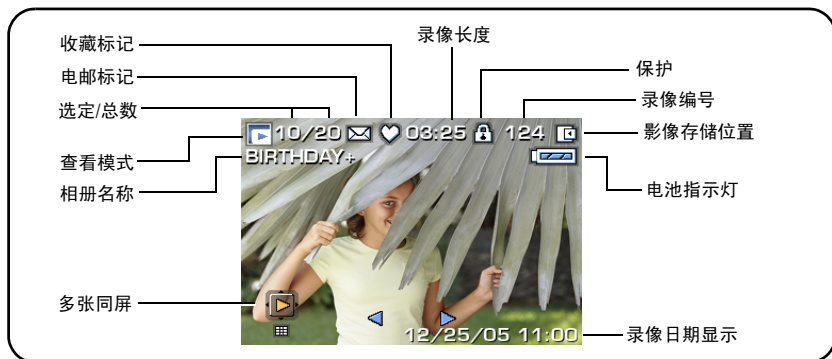 收藏标记
录像长度
电邮标记
保护
选定/总数
录像编号
10/20 03:25 124
影像存储位置
查看模式
BIRTHDAY+
相册名称
电池指示灯
多张同屏
12/25/05 11:00
录像日期显示